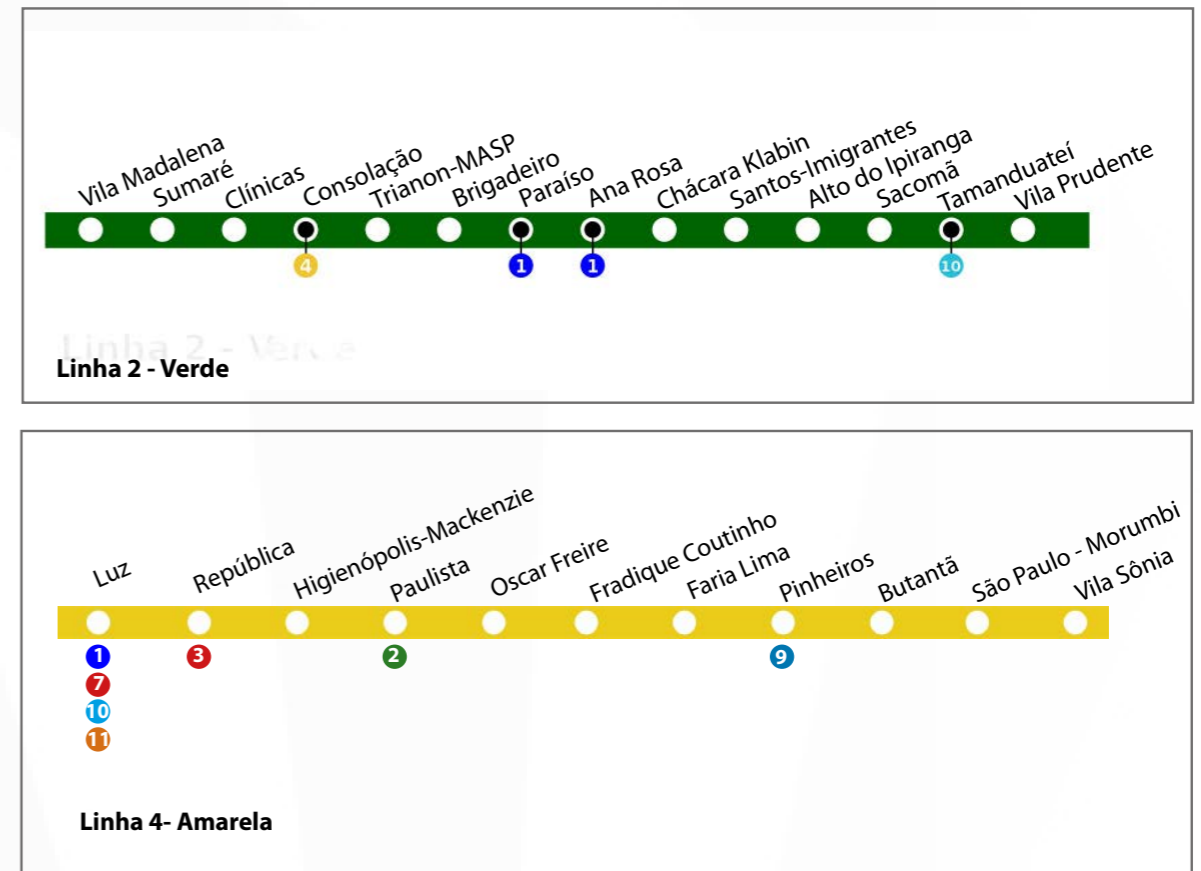 Vila Madalena
Sumaré
Clínicas
Consolação
Trianon-MASP
Brigadeiro
Paraíso
Ana Rosa
Chácara Klabin
Santos-Imigrantes
Alto do Ipiranga
Sacomã
Tamanduateí
Vila Prudente
4
1
1
10
Linha 2 - Verde
Linha 2 - Verde
Luz
República
Higienópolis-Mackenzie
Paulista
Oscar Freire
Fradique Coutinho
Faria Lima
Pinheiros
Butantã
São Paulo - Morumbi
Vila Sônia
1
3
2
9
7
10
11
Linha 4- Amarela